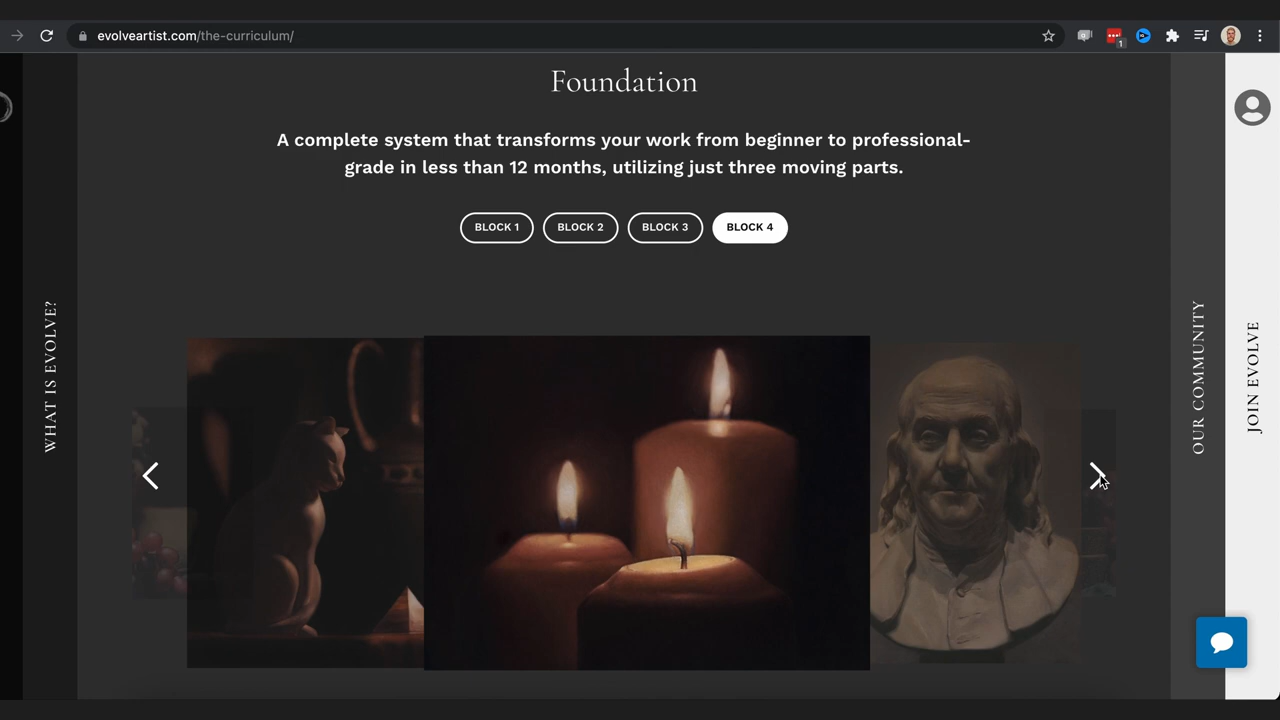 evolveartist.com/the-curriculum/
1
Foundation
A complete system that transforms your work from beginner to professional-
grade in less than 12 months, utilizing just three moving parts.
BLOCK 1
BLOCK 2
BLOCK 3
BLOCK 4
WHAT IS EVOLVE?
OUR COMMUNITY
JOIN EVOLVE